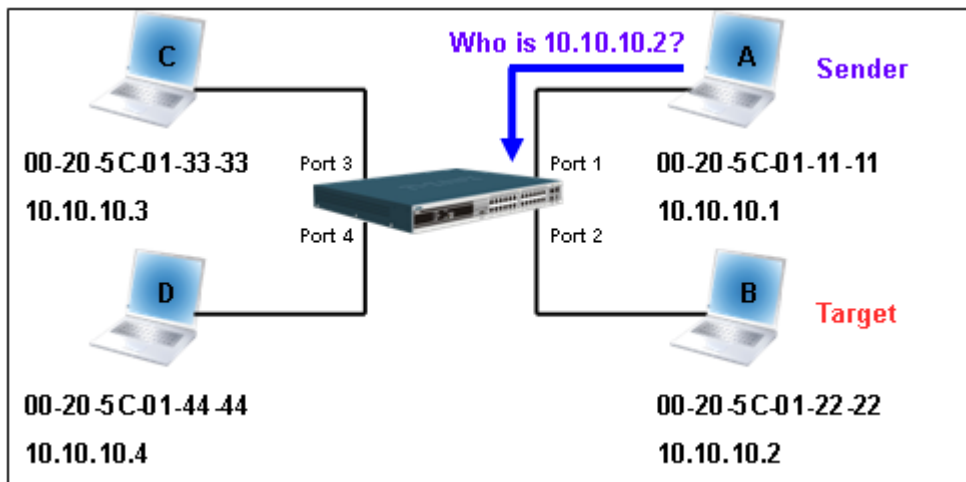 Who is 10.10.10.2?
C
A
Sender
00-20-5C-01-33-33
Port 3
Port 1
00-20-5C-01-11-11
10.10.10.3
10.10.10.1
Port 4
Port 2
D
B
Target
00-20-5C-01-44-44
00-20-5C-01-22-22
10.10.10.4
10.10.10.2